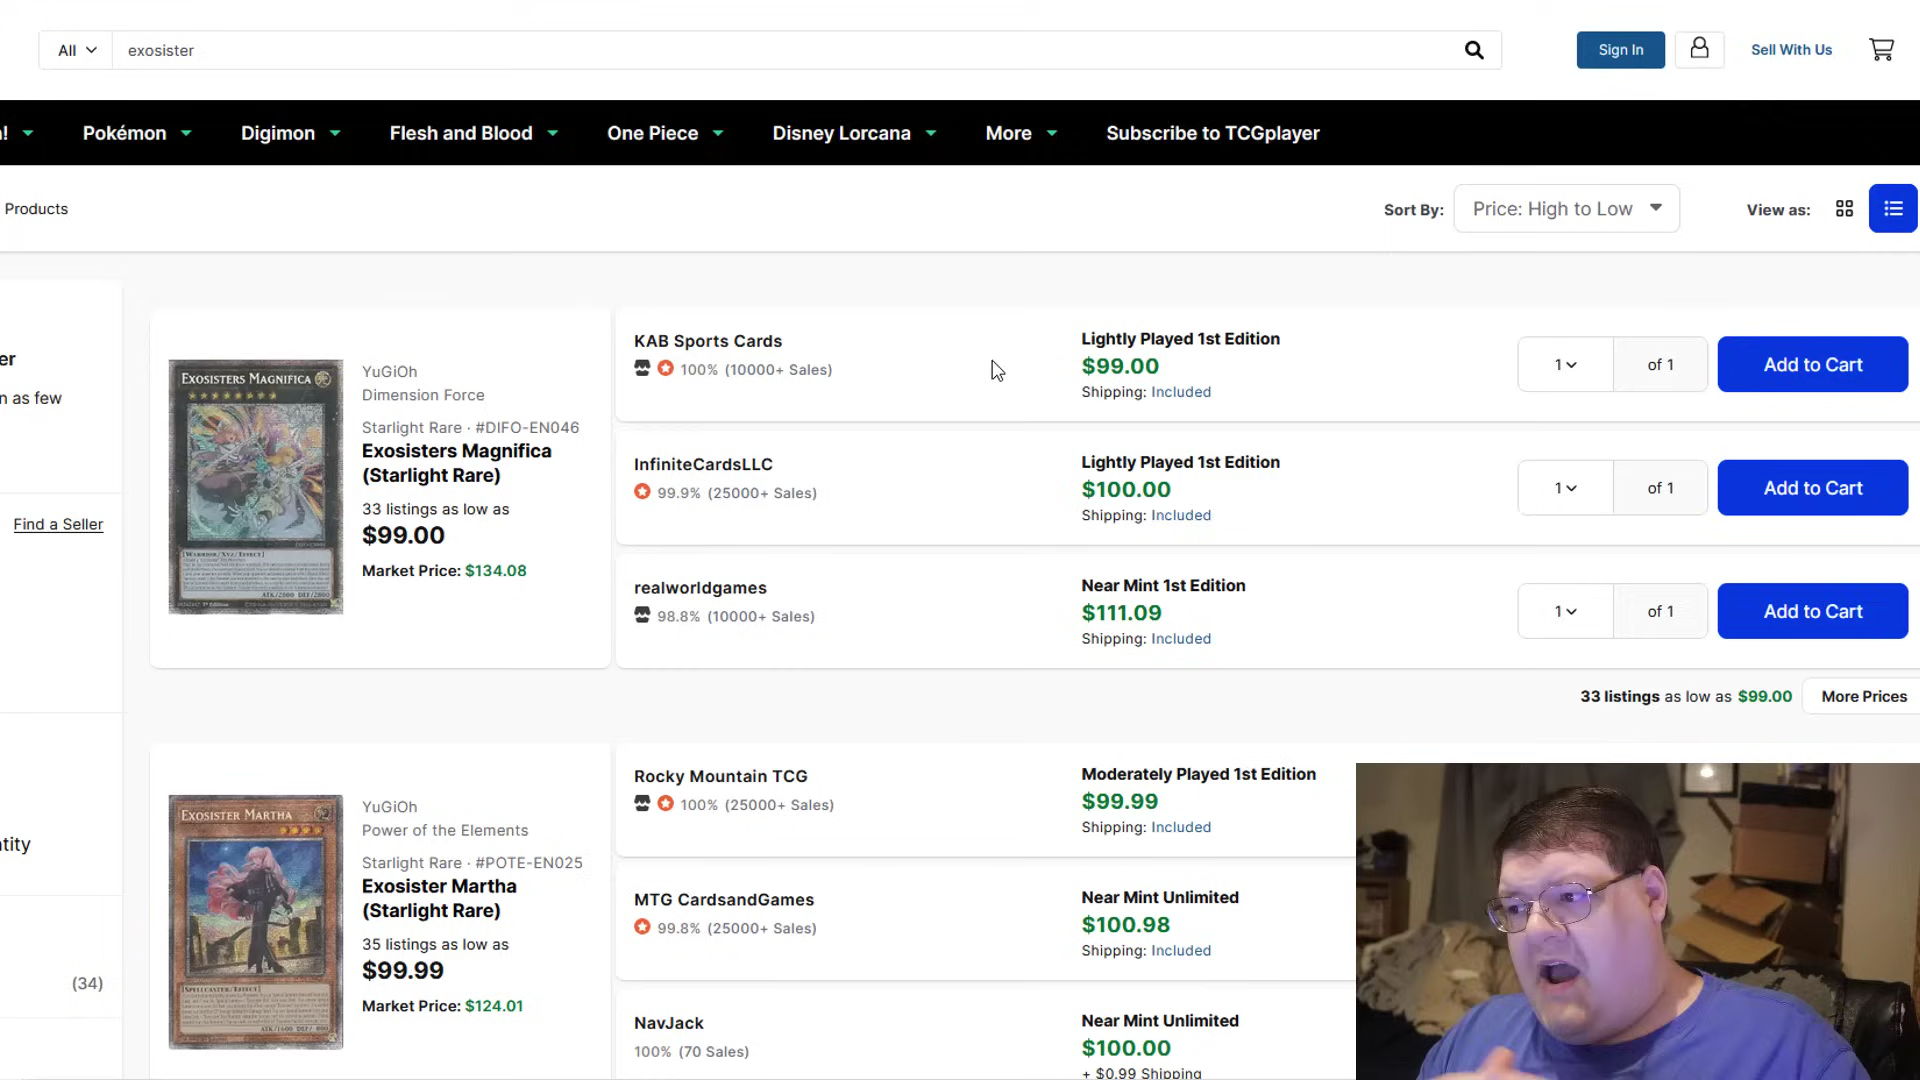 All
exosister
Sign In
Sell With Us
!
Pokémon
Digimon
Flesh and Blood
One Piece
Disney Lorcana
More
Subscribe to TCGplayer
Products
Sort By:
Price: High to Low
View as:
er
n as few
Find a Seller
tity
(34)
EXOSISTERS MAGNIFICA
YuGiOh
Dimension Force
Starlight Rare · #DIFO-EN046
Exosisters Magnifica
(Starlight Rare)
33 listings as low as
$99.00
Market Price: $134.08
KAB Sports Cards
100% (10000+ Sales)
Lightly Played 1st Edition
$99.00
Shipping: Included
1
of 1
Add to Cart
InfiniteCardsLLC
99.9% (25000+ Sales)
Lightly Played 1st Edition
$100.00
Shipping: Included
1
of 1
Add to Cart
realworldgames
98.8% (10000+ Sales)
Near Mint 1st Edition
$111.09
Shipping: Included
1
of 1
Add to Cart
33 listings as low as $99.00
More Prices
EXOSISTER MARTHA
YuGiOh
Power of the Elements
Starlight Rare · #POTE-EN025
Exosister Martha
(Starlight Rare)
35 listings as low as
$99.99
Market Price: $124.01
Rocky Mountain TCG
100% (25000+ Sales)
Moderately Played 1st Edition
$99.99
Shipping: Included
MTG CardsandGames
99.8% (25000+ Sales)
Near Mint Unlimited
$100.98
Shipping: Included
NavJack
100% (70 Sales)
Near Mint Unlimited
$100.00
+ $0.99 Shipping